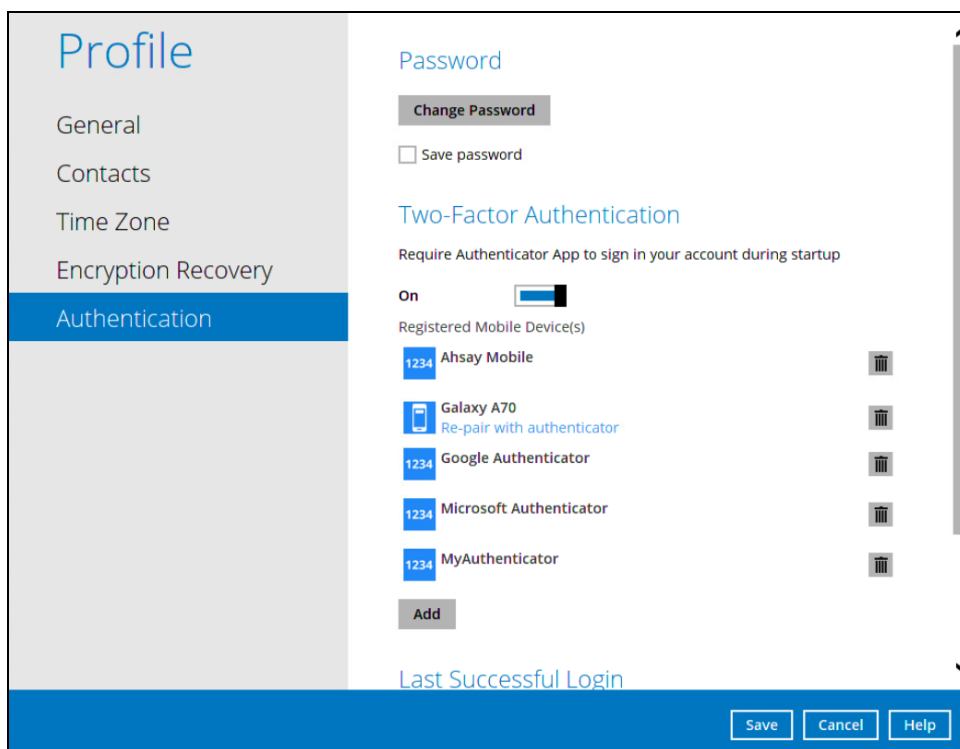 Profile
General
Contacts
Time Zone
Encryption Recovery
Authentication
Password
Change Password
Save password
Two-Factor Authentication
Require Authenticator App to sign in your account during startup
On
Registered Mobile Device(s)
1234 Ahsay Mobile
Galaxy A70
Re-pair with authenticator
1234 Google Authenticator
1234 Microsoft Authenticator
1234 MyAuthenticator
Add
Last Successful Login
Save Cancel Help